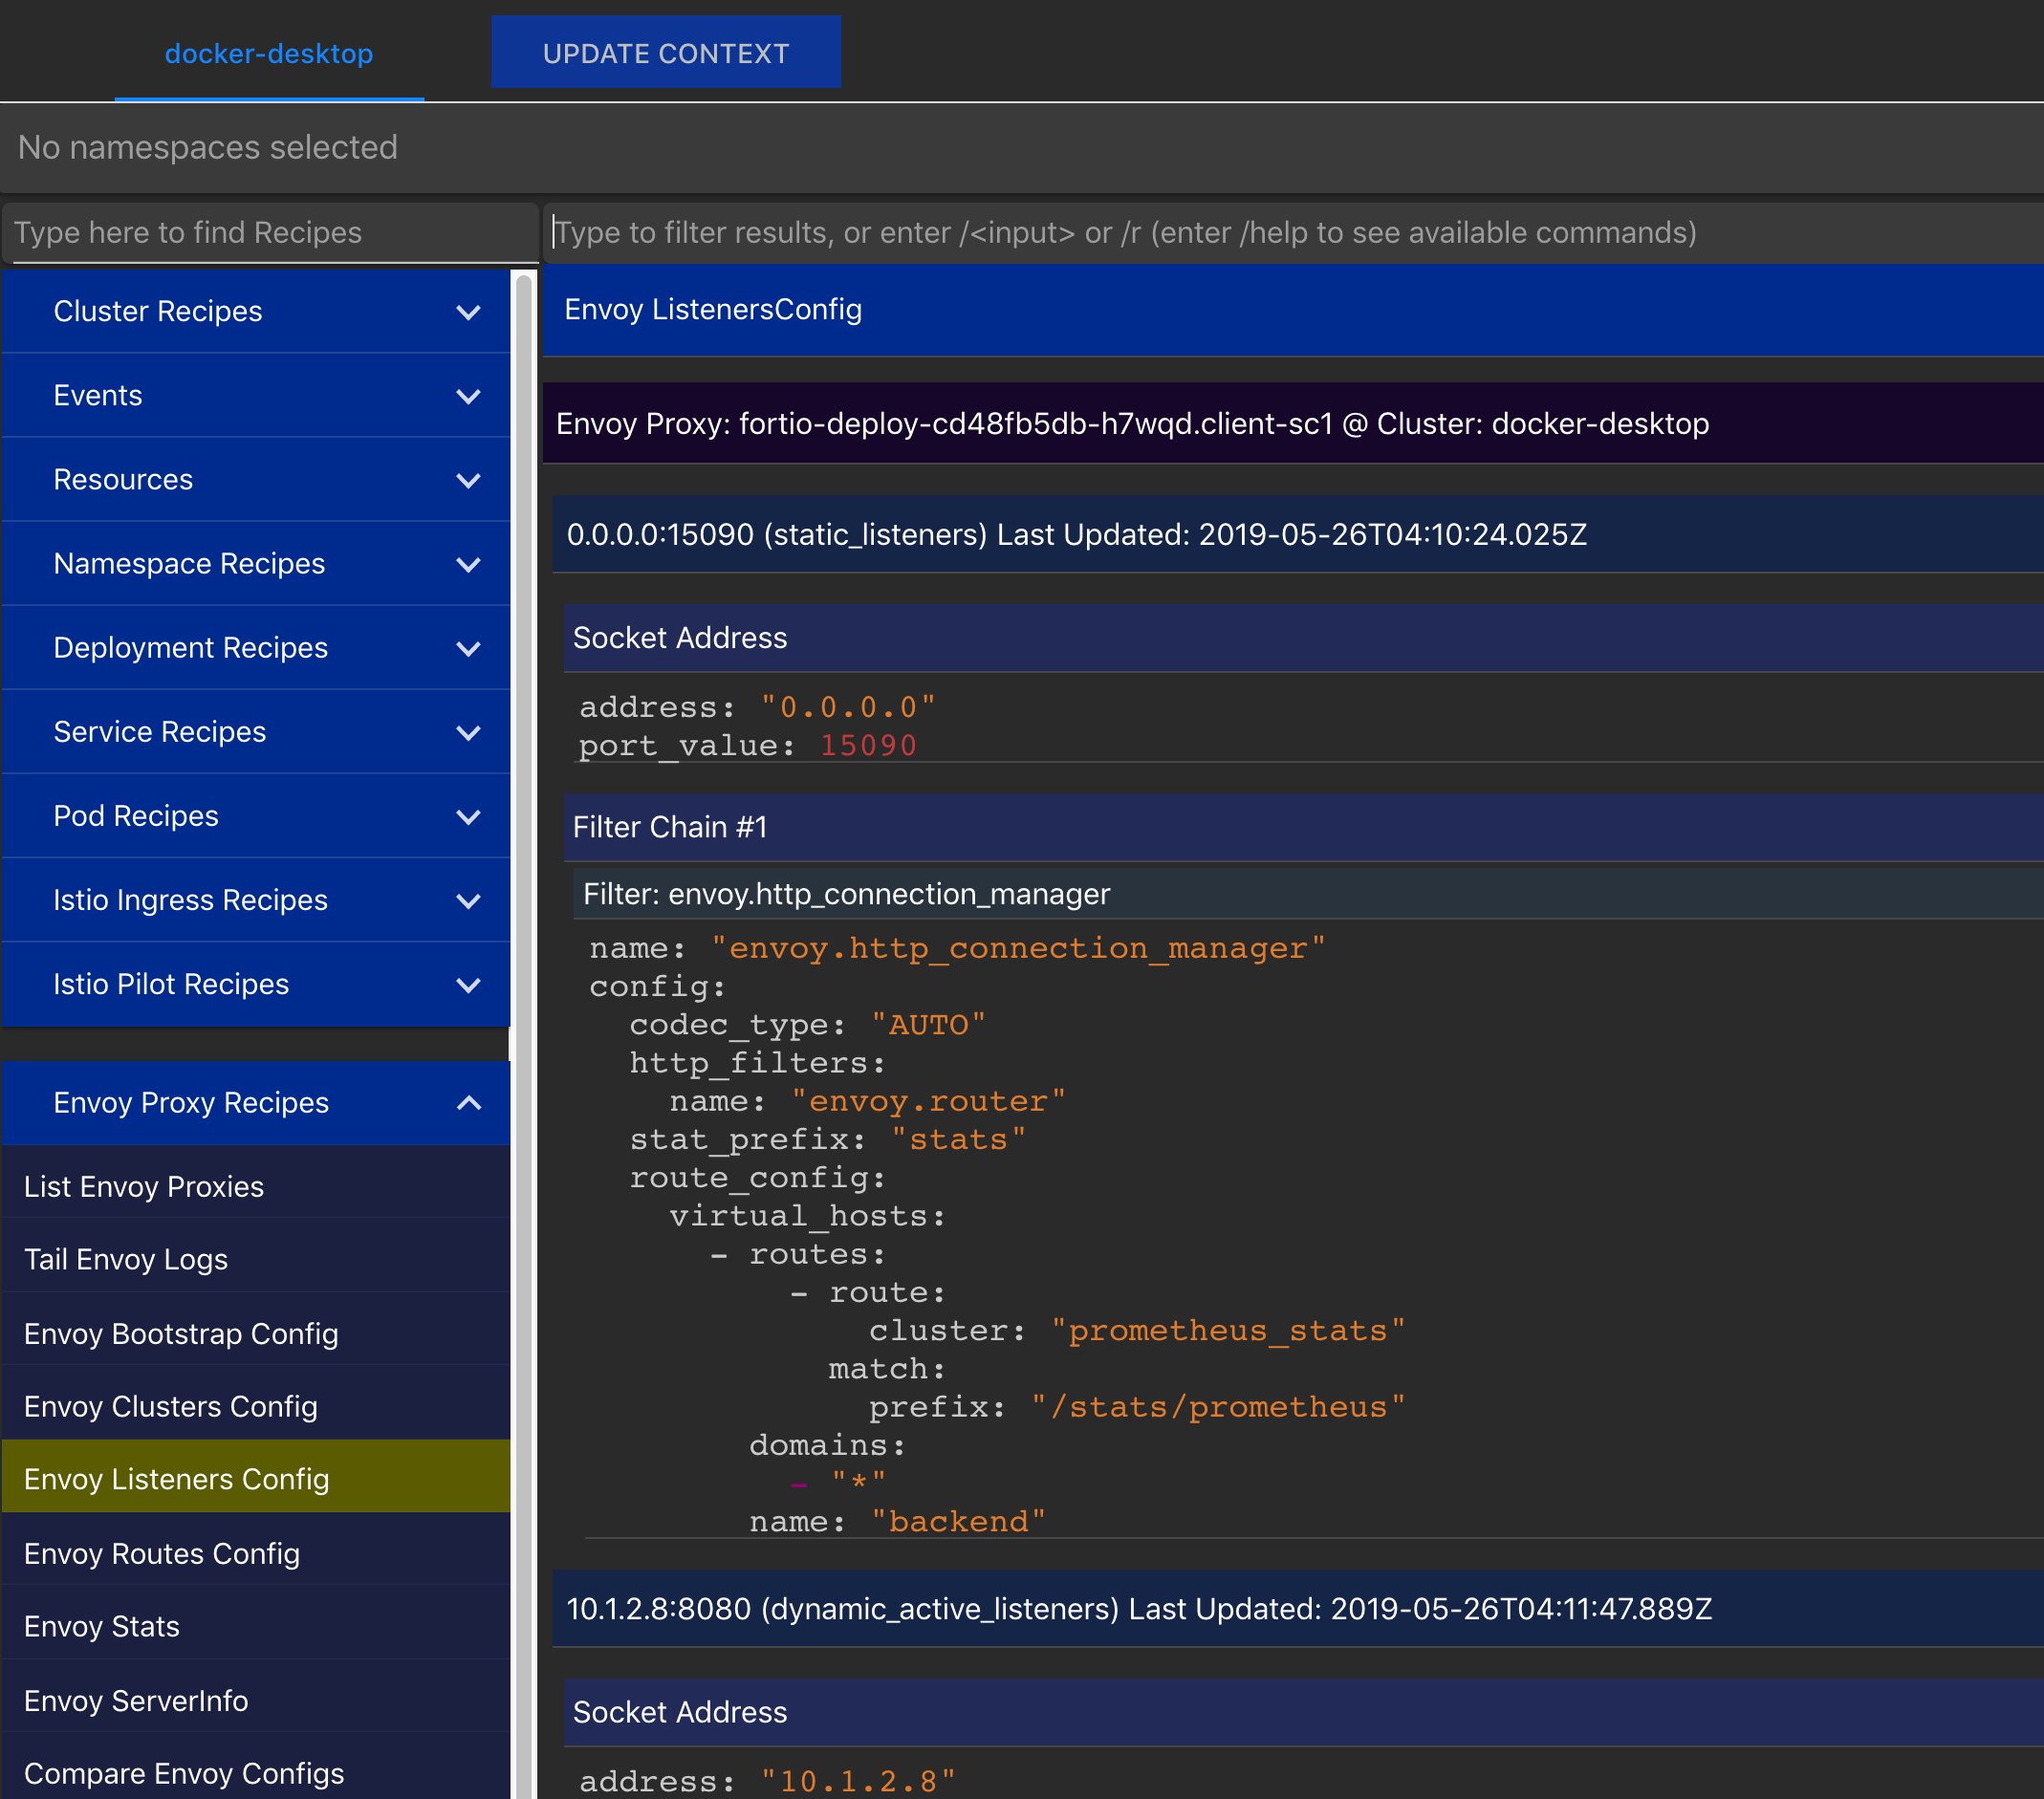 docker-desktop
UPDATE CONTEXT
No namespaces selected
Type here to find Recipes
Type to filter results, or enter /<input> or /r (enter /help to see available commands)
Cluster Recipes
Events
Resources
Namespace Recipes
Deployment Recipes
Service Recipes
Pod Recipes
Istio Ingress Recipes
Istio Pilot Recipes
Envoy Proxy Recipes
List Envoy Proxies
Tail Envoy Logs
Envoy Bootstrap Config
Envoy Clusters Config
Envoy Listeners Config
Envoy Routes Config
Envoy Stats
Envoy ServerInfo
Compare Envoy Configs
Envoy ListenersConfig
Envoy Proxy: fortio-deploy-cd48fb5db-h7wqd.client-sc1 @ Cluster: docker-desktop
0.0.0.0:15090 (static_listeners) Last Updated: 2019-05-26T04:10:24.025Z
Socket Address
address: "0.0.0.0"
port_value: 15090
Filter Chain #1
Filter: envoy.http_connection_manager
name: "envoy.http_connection_manager"
config:
  codec_type: "AUTO"
  http_filters:
    name: "envoy.router"
  stat_prefix: "stats"
  route_config:
    virtual_hosts:
      - routes:
          - route:
              cluster: "prometheus_stats"
            match:
              prefix: "/stats/prometheus"
        domains:
          - "*"
        name: "backend"
10.1.2.8:8080 (dynamic_active_listeners) Last Updated: 2019-05-26T04:11:47.889Z
Socket Address
address: "10.1.2.8"